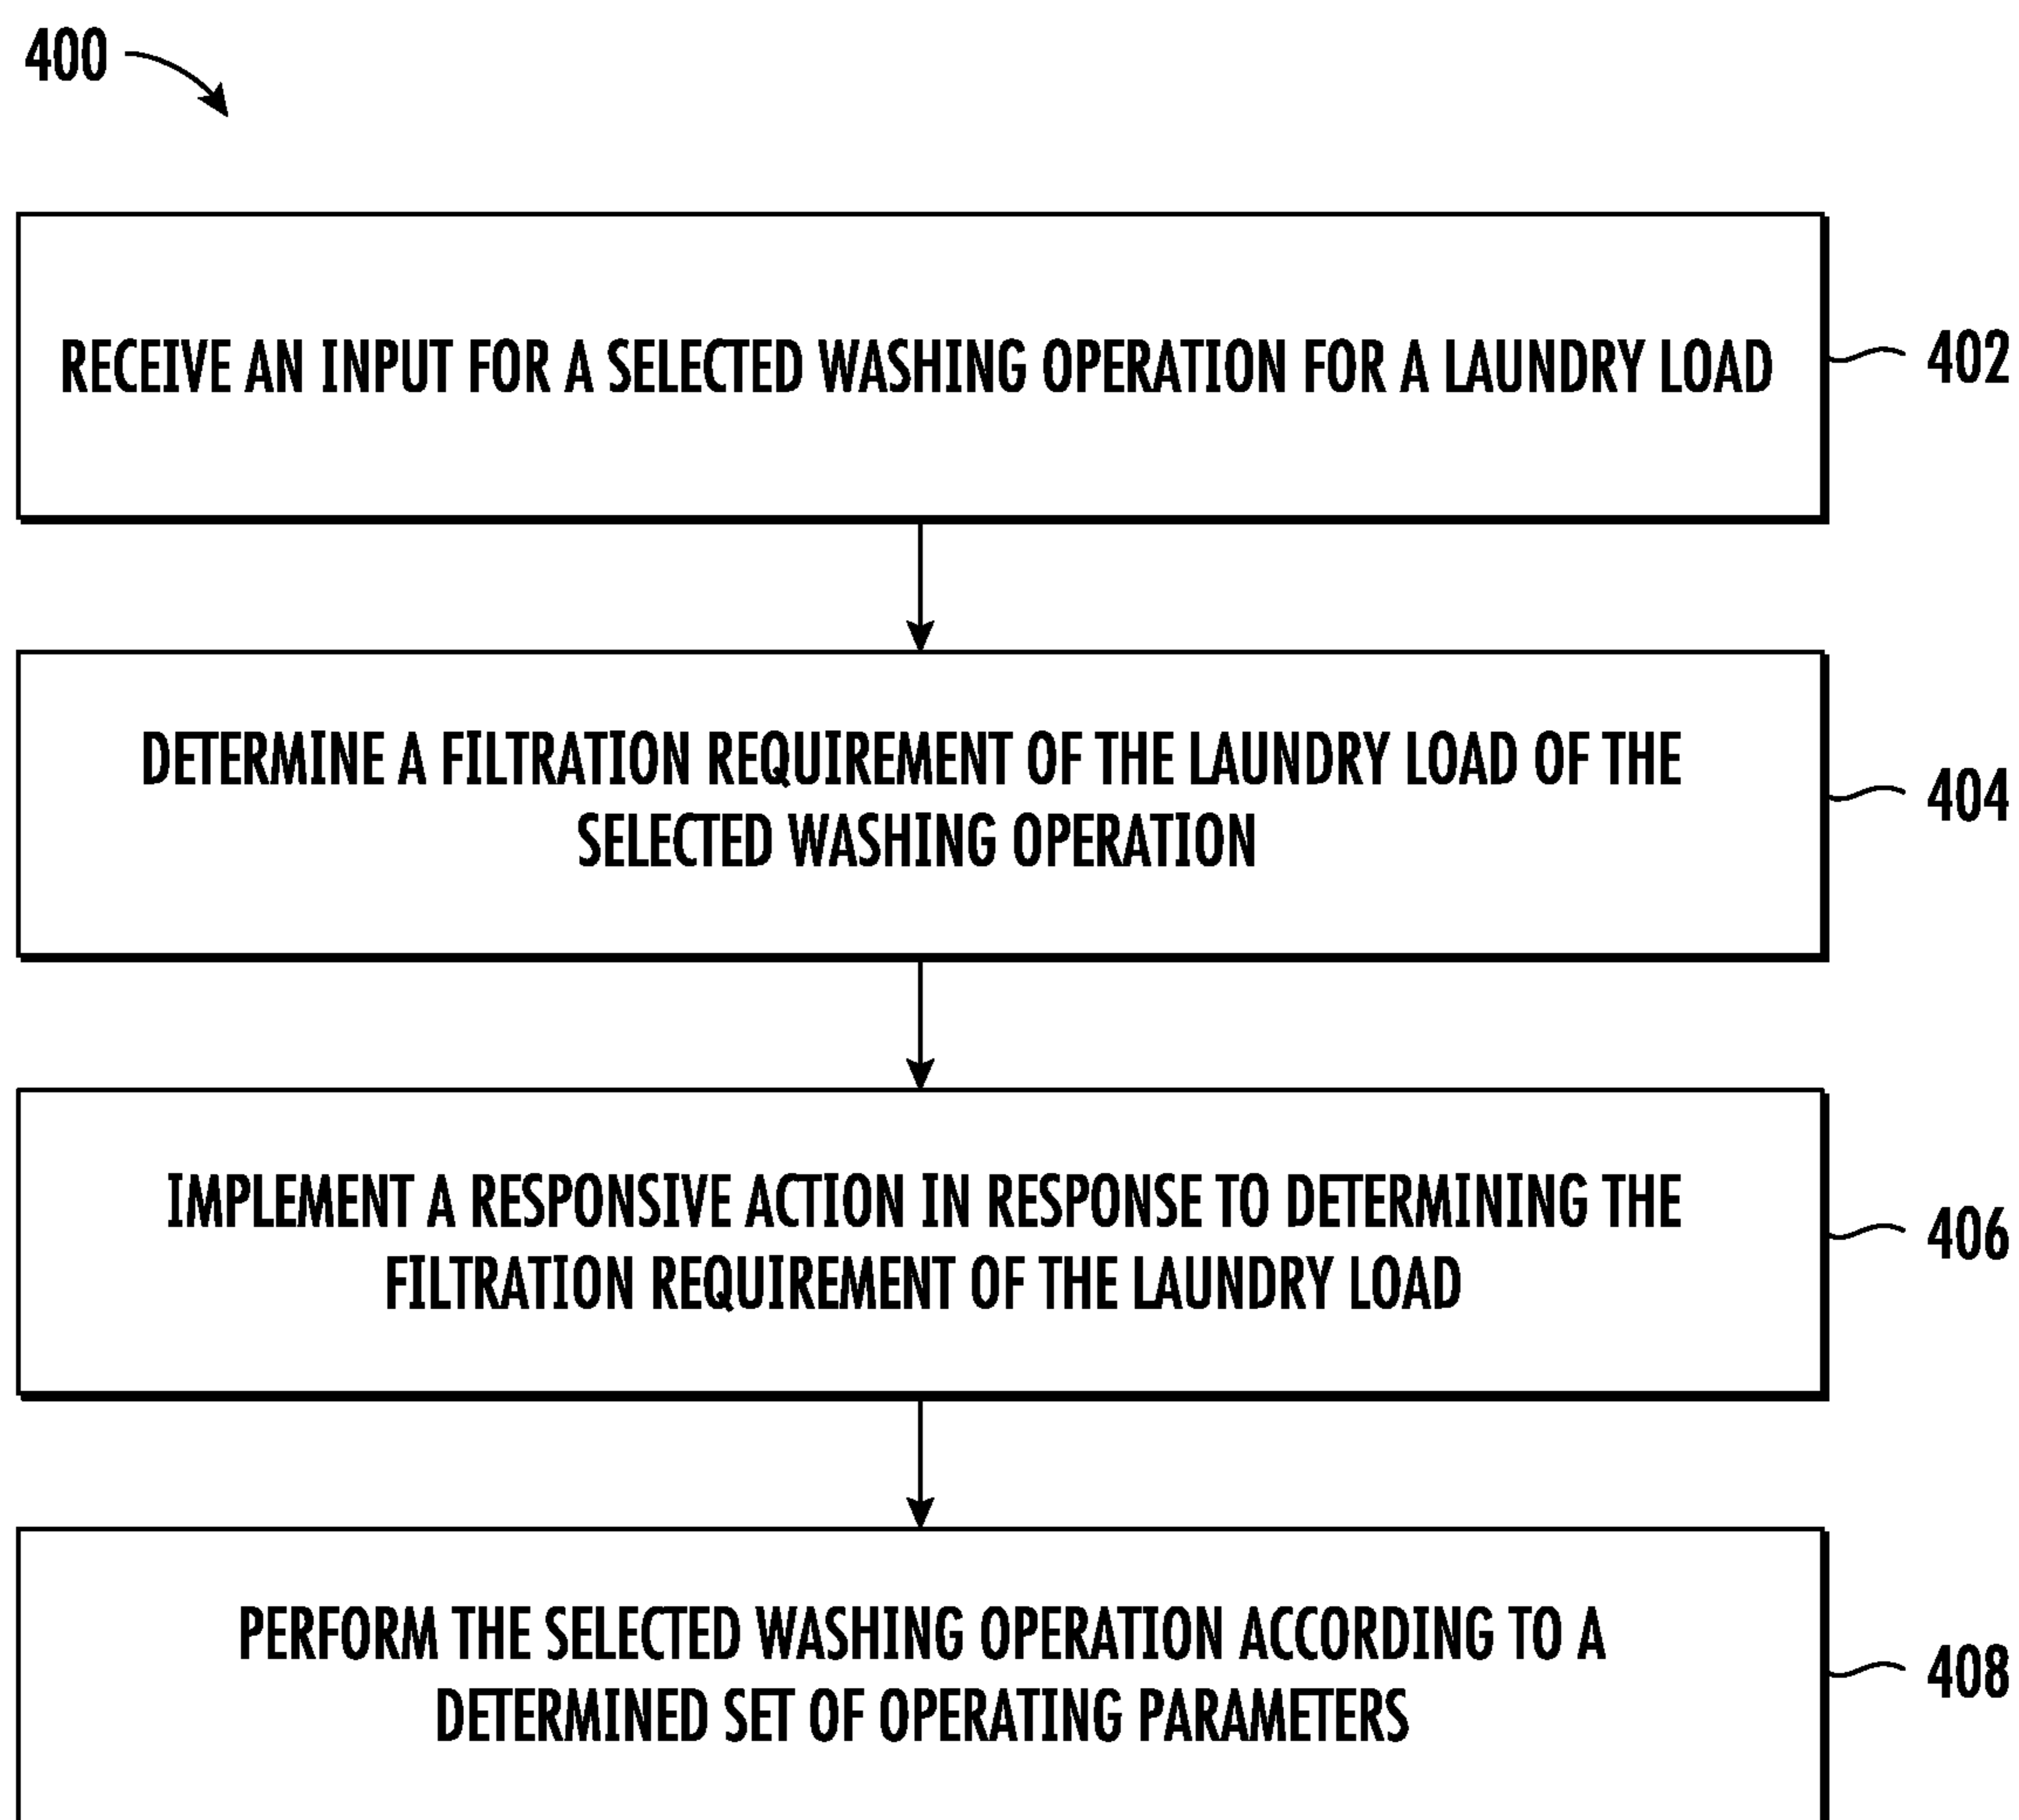 400
RECEIVE AN INPUT FOR A SELECTED WASHING OPERATION FOR A LAUNDRY LOAD
402
DETERMINE A FILTRATION REQUIREMENT OF THE LAUNDRY LOAD OF THE
SELECTED WASHING OPERATION
404
IMPLEMENT A RESPONSIVE ACTION IN RESPONSE TO DETERMINING THE
FILTRATION REQUIREMENT OF THE LAUNDRY LOAD
406
PERFORM THE SELECTED WASHING OPERATION ACCORDING TO A
DETERMINED SET OF OPERATING PARAMETERS
408